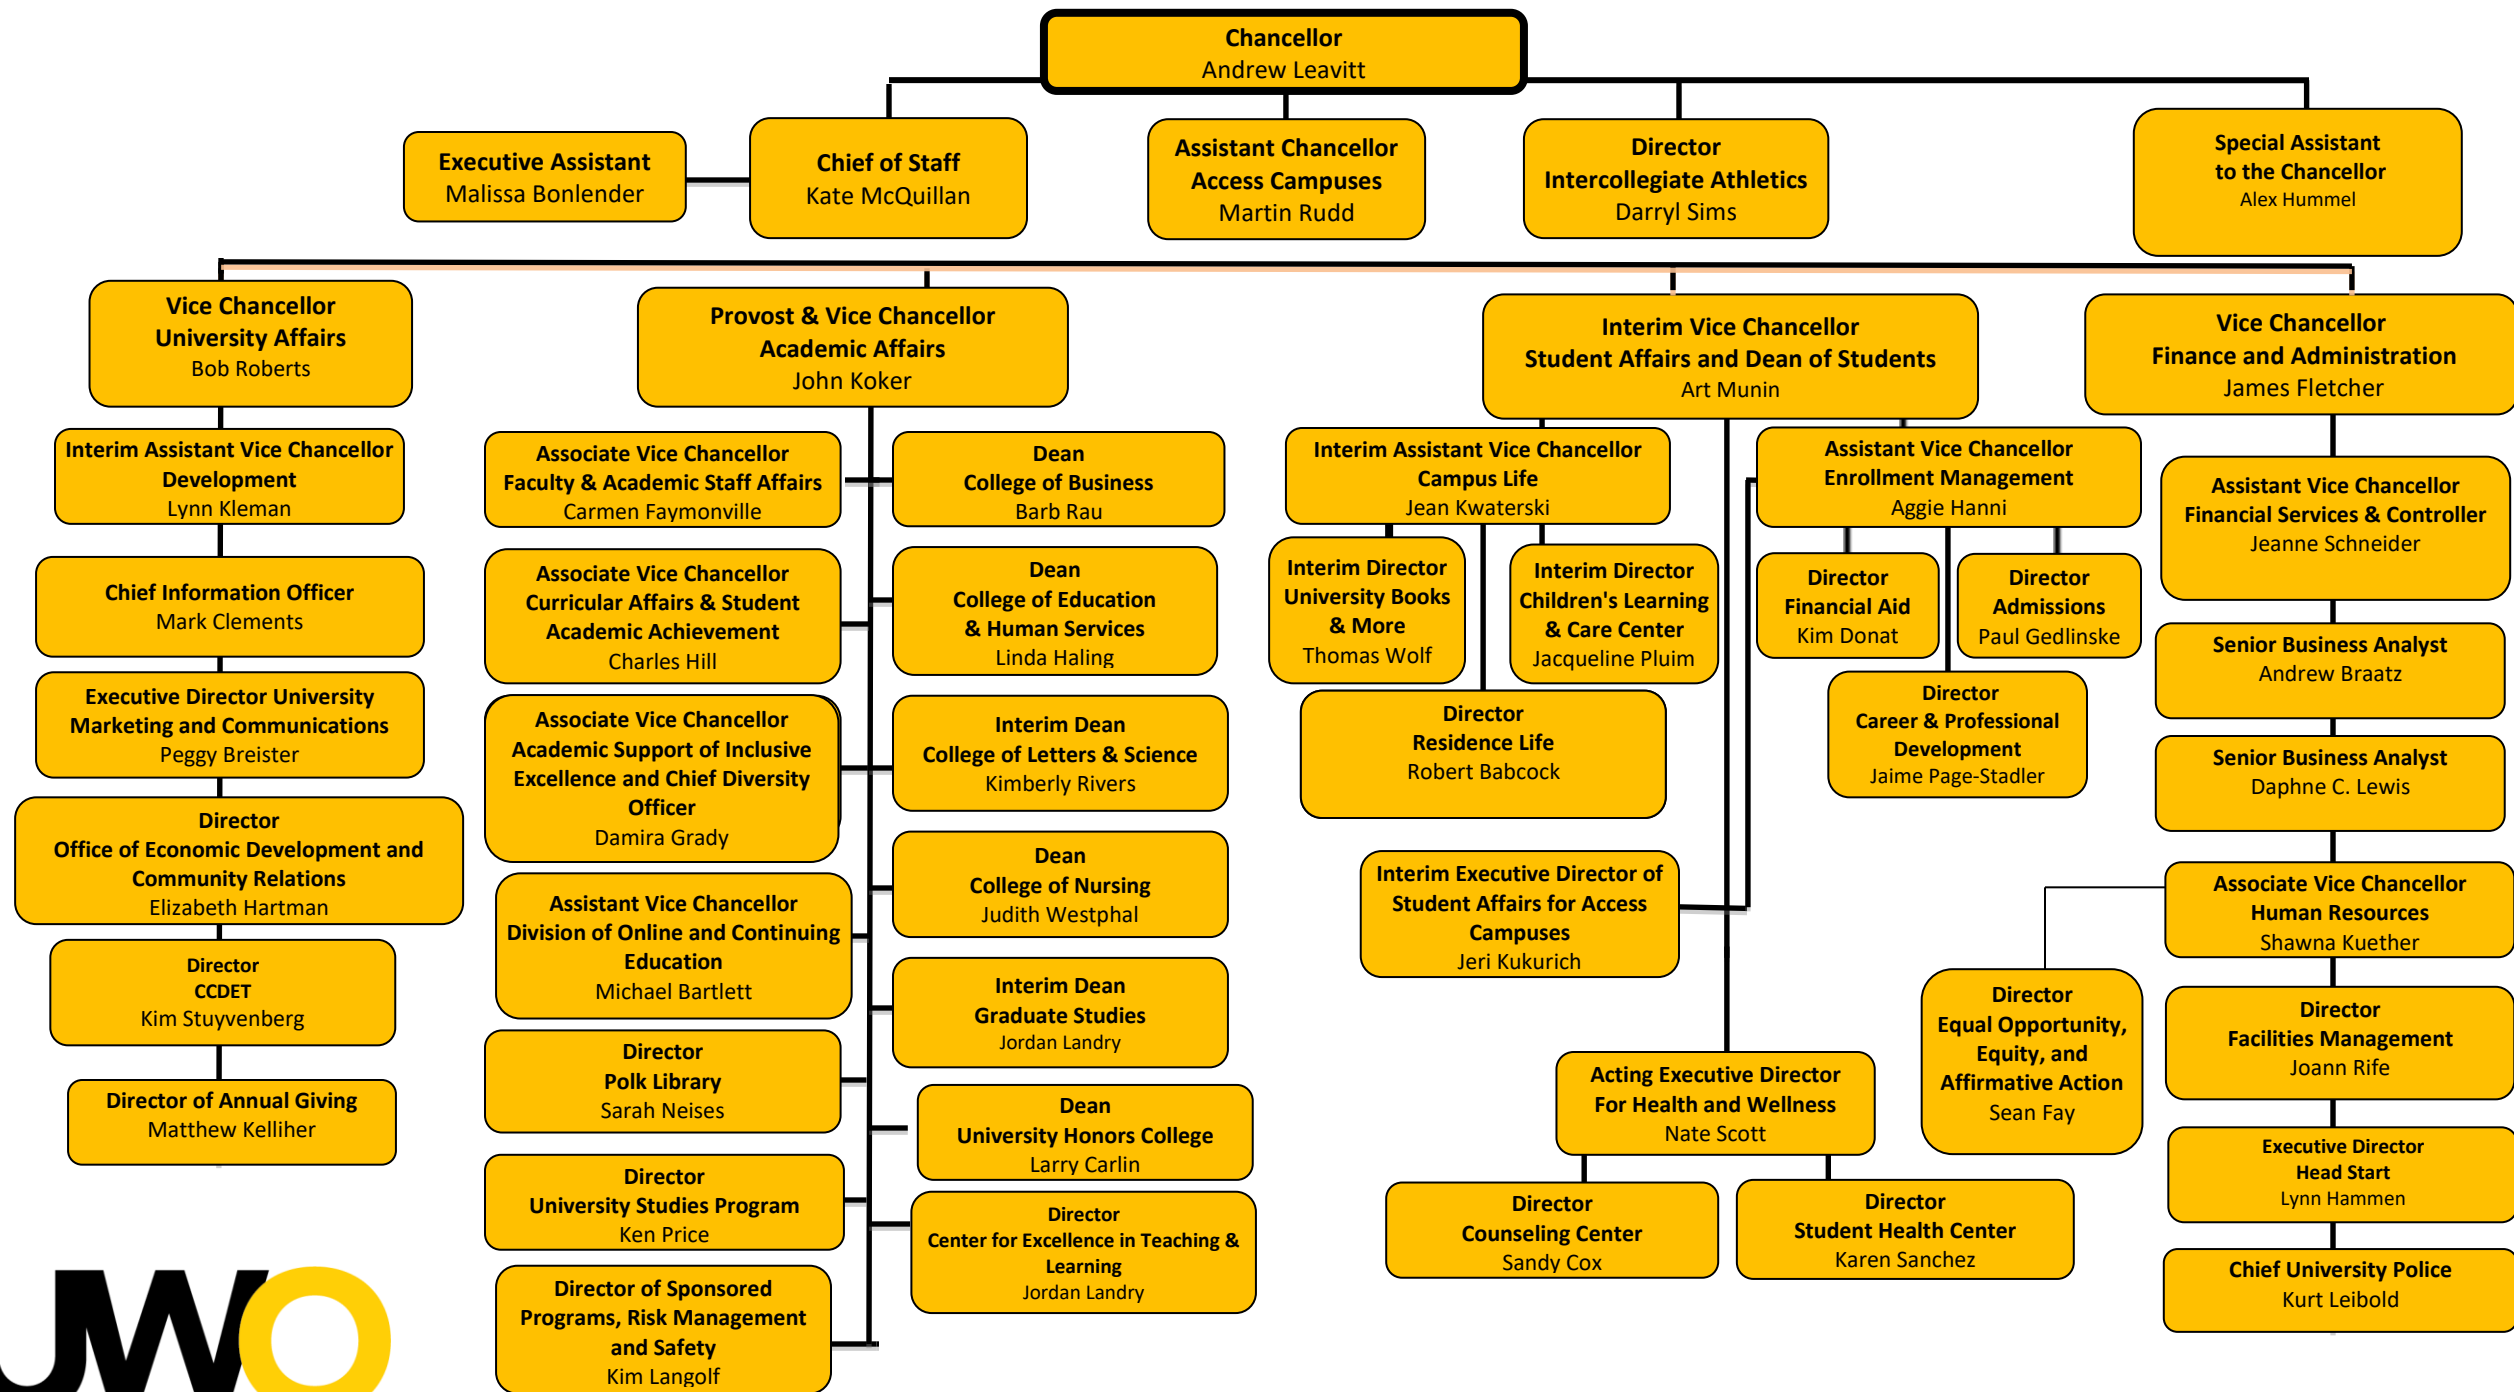 Chancellor
Andrew Leavitt
Executive Assistant
Malissa Bonlender
Chief of Staff
Kate McQuillan
Assistant Chancellor
Access Campuses
Martin Rudd
Director
Intercollegiate Athletics
Darryl Sims
Special Assistant
to the Chancellor
Alex Hummel
Vice Chancellor
University Affairs
Bob Roberts
Interim Assistant Vice Chancellor
Development
Lynn Kleman
Chief Information Officer
Mark Clements
Executive Director University
Marketing and Communications
Peggy Breister
Director
Office of Economic Development and
Community Relations
Elizabeth Hartman
Director
CCDET
Kim Stuyvenberg
Director of Annual Giving
Matthew Kelliher
Provost & Vice Chancellor
Academic Affairs
John Koker
Associate Vice Chancellor
Faculty & Academic Staff Affairs
Carmen Faymonville
Associate Vice Chancellor
Curricular Affairs & Student
Academic Achievement
Charles Hill
Associate Vice Chancellor
Academic Support of Inclusive
Excellence and Chief Diversity
Officer
Damira Grady
Assistant Vice Chancellor
Division of Online and Continuing
Education
Michael Bartlett
Director
Polk Library
Sarah Neises
Director
University Studies Program
Ken Price
Director of Sponsored
Programs, Risk Management
and Safety
Kim Langolf
Dean
College of Business
Barb Rau
Dean
College of Education
& Human Services
Linda Haling
Interim Dean
College of Letters & Science
Kimberly Rivers
Dean
College of Nursing
Judith Westphal
Interim Dean
Graduate Studies
Jordan Landry
Dean
University Honors College
Larry Carlin
Director
Center for Excellence in Teaching &
Learning
Jordan Landry
Interim Vice Chancellor
Student Affairs and Dean of Students
Art Munin
Interim Assistant Vice Chancellor
Campus Life
Jean Kwaterski
Interim Director
University Books
& More
Thomas Wolf
Interim Director
Children's Learning
& Care Center
Jacqueline Pluim
Director
Residence Life
Robert Babcock
Assistant Vice Chancellor
Enrollment Management
Aggie Hanni
Director
Financial Aid
Kim Donat
Director
Admissions
Paul Gedlinske
Director
Career & Professional
Development
Jaime Page-Stadler
Interim Executive Director of
Student Affairs for Access
Campuses
Jeri Kukurich
Acting Executive Director
For Health and Wellness
Nate Scott
Director
Counseling Center
Sandy Cox
Director
Student Health Center
Karen Sanchez
Vice Chancellor
Finance and Administration
James Fletcher
Assistant Vice Chancellor
Financial Services & Controller
Jeanne Schneider
Senior Business Analyst
Andrew Braatz
Senior Business Analyst
Daphne C. Lewis
Associate Vice Chancellor
Human Resources
Shawna Kuether
Director
Equal Opportunity,
Equity, and
Affirmative Action
Sean Fay
Director
Facilities Management
Joann Rife
Executive Director
Head Start
Lynn Hammen
Chief University Police
Kurt Leibold
UWO